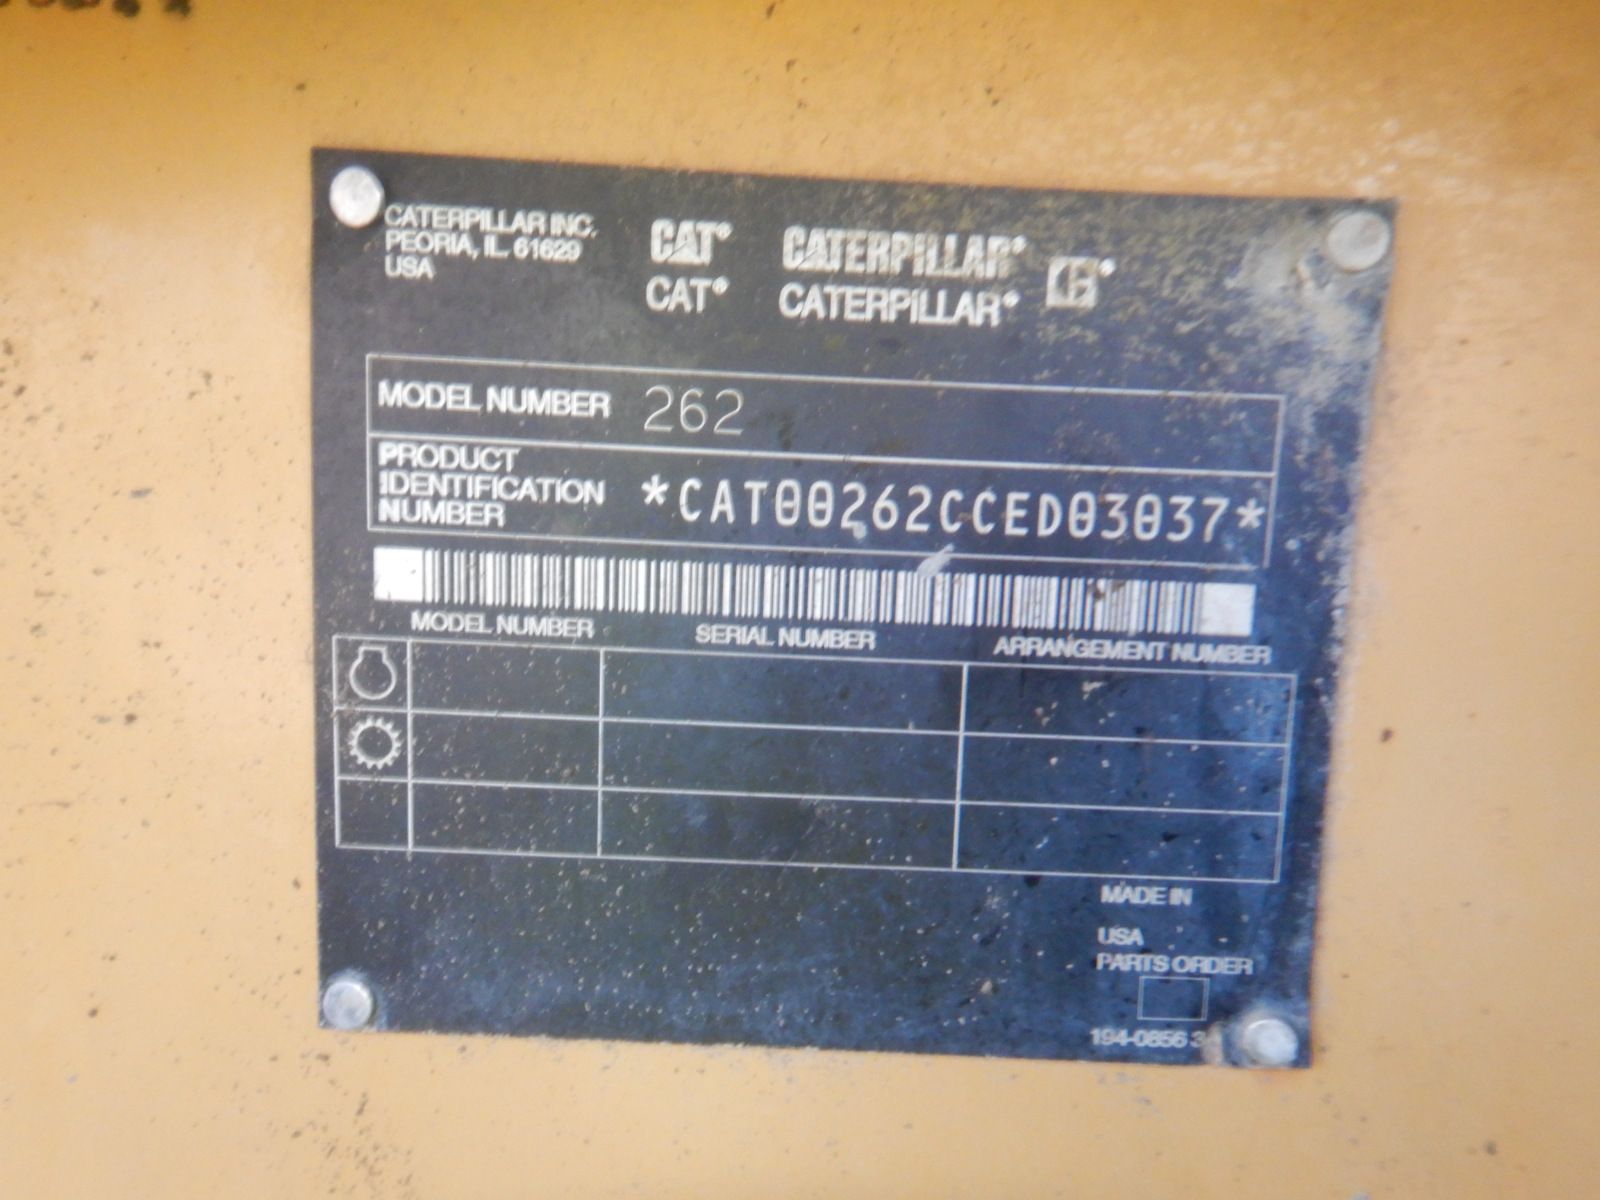 CATERPILLAR INC.
PEORIA, IL 61629
USA
CAT®
CAT®
CATERPILLAR®
CATERPILLAR®
MODEL NUMBER 262
PRODUCT
IDENTIFICATION
NUMBER
*CAT00262CCED03037*
MODEL NUMBER SERIAL NUMBER ARRANGEMENT NUMBER
MADE IN
USA
PARTS ORDER
194-0856 3